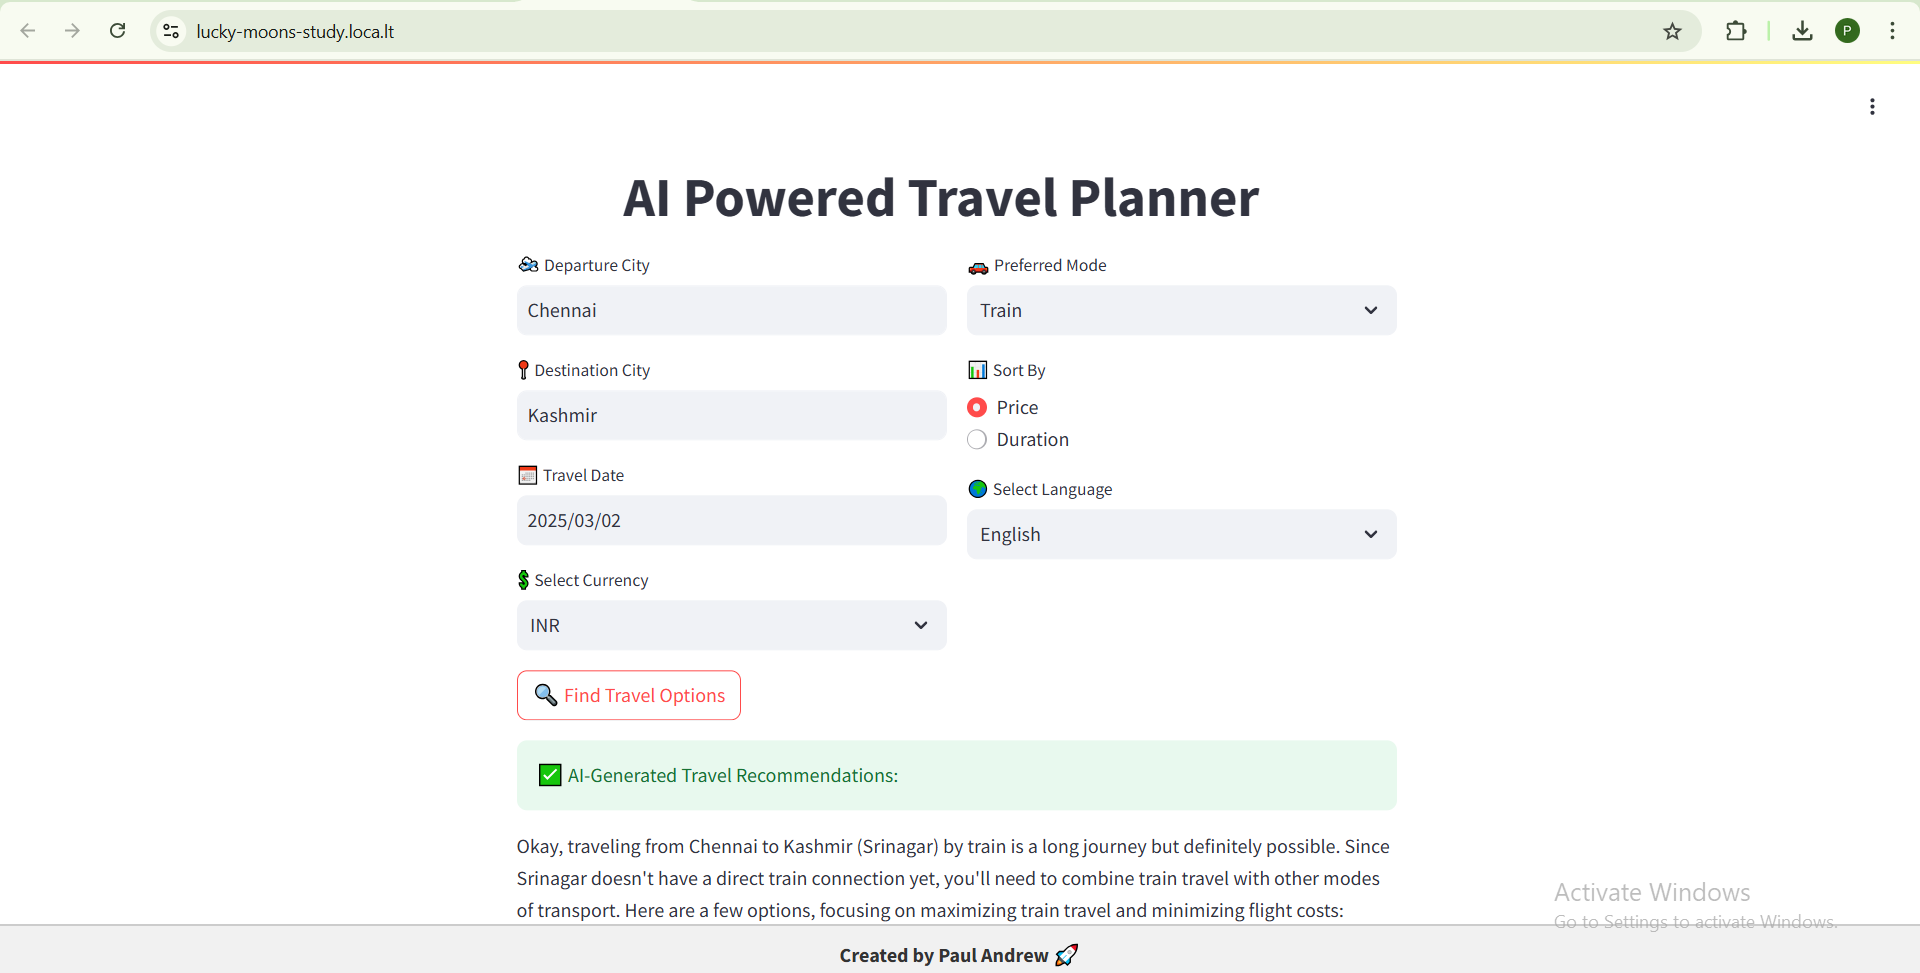 lucky-moons-study.loca.lt
P
AI Powered Travel Planner
Departure City
Chennai
Destination City
Kashmir
Travel Date
2025/03/02
Select Currency
INR
Preferred Mode
Train
Sort By
Price
Duration
Select Language
English
Find Travel Options
AI-Generated Travel Recommendations:
Okay, traveling from Chennai to Kashmir (Srinagar) by train is a long journey but definitely possible. Since
Srinagar doesn't have a direct train connection yet, you'll need to combine train travel with other modes
of transport. Here are a few options, focusing on maximizing train travel and minimizing flight costs:
Activate Windows
Go to Settings to activate Windows.
Created by Paul Andrew